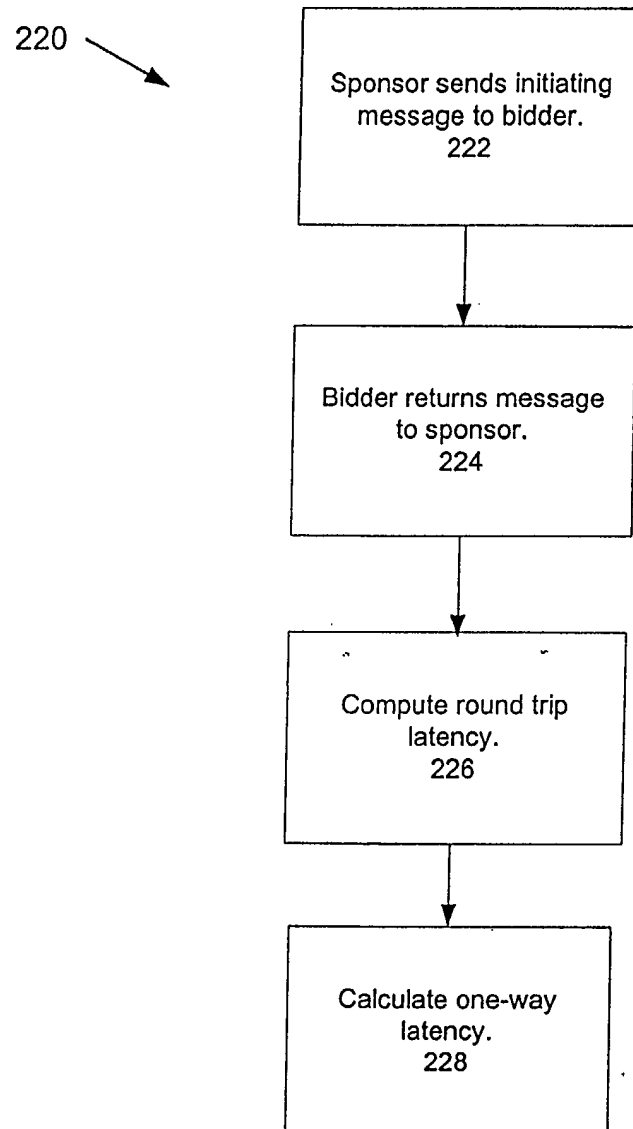 220
Sponsor sends initiating
message to bidder.
222
Bidder returns message
to sponsor.
224
Compute round trip
latency.
226
Calculate one-way
latency.
228